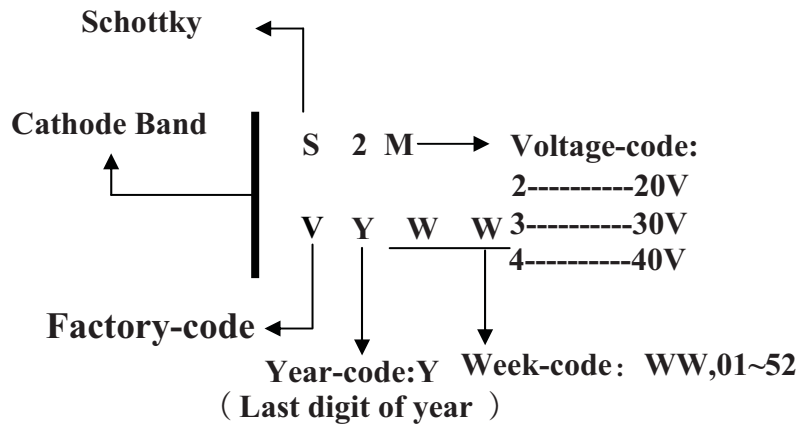 Schottky
Cathode Band
S 2 M
Voltage-code:
2----------20V
3----------30V
4----------40V
V Y W W
Factory-code
Year-code:Y
（ Last digit of year ）
Week-code： WW,01~52